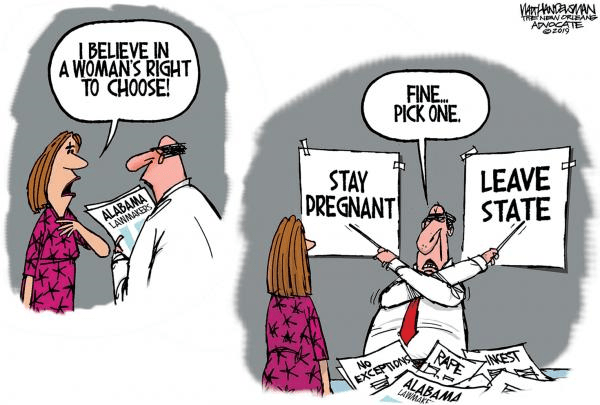 WALT HANDELSMAN
THE NEW ORLEANS
ADVOCATE
©2019
I BELIEVE IN
A WOMAN'S RIGHT
TO CHOOSE!
ALABAMA
LAWMAKERS
FINE...
PICK ONE.
STAY
PREGNANT
LEAVE
STATE
NO
EXCEPTIONS
RAPE
INCEST
ALABAMA
LAWMAKE